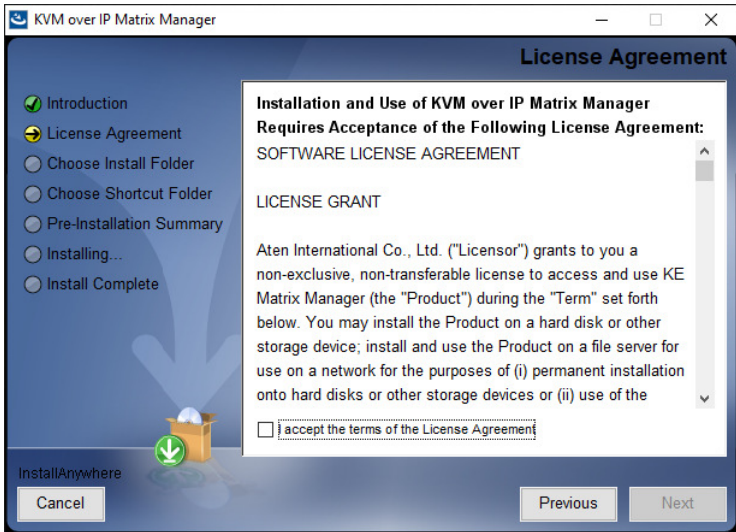 KVM over IP Matrix Manager
License Agreement
Introduction
License Agreement
Choose Install Folder
Choose Shortcut Folder
Pre-Installation Summary
Installing...
Install Complete
Installation and Use of KVM over IP Matrix Manager
Requires Acceptance of the Following License Agreement:
SOFTWARE LICENSE AGREEMENT
LICENSE GRANT
Aten International Co., Ltd. ("Licensor") grants to you a
non-exclusive, non-transferable license to access and use KE
Matrix Manager (the "Product") during the "Term" set forth
below. You may install the Product on a hard disk or other
storage device; install and use the Product on a file server for
use on a network for the purposes of (i) permanent installation
onto hard disks or other storage devices or (ii) use of the
I accept the terms of the License Agreement
InstallAnywhere
Cancel
Previous
Next